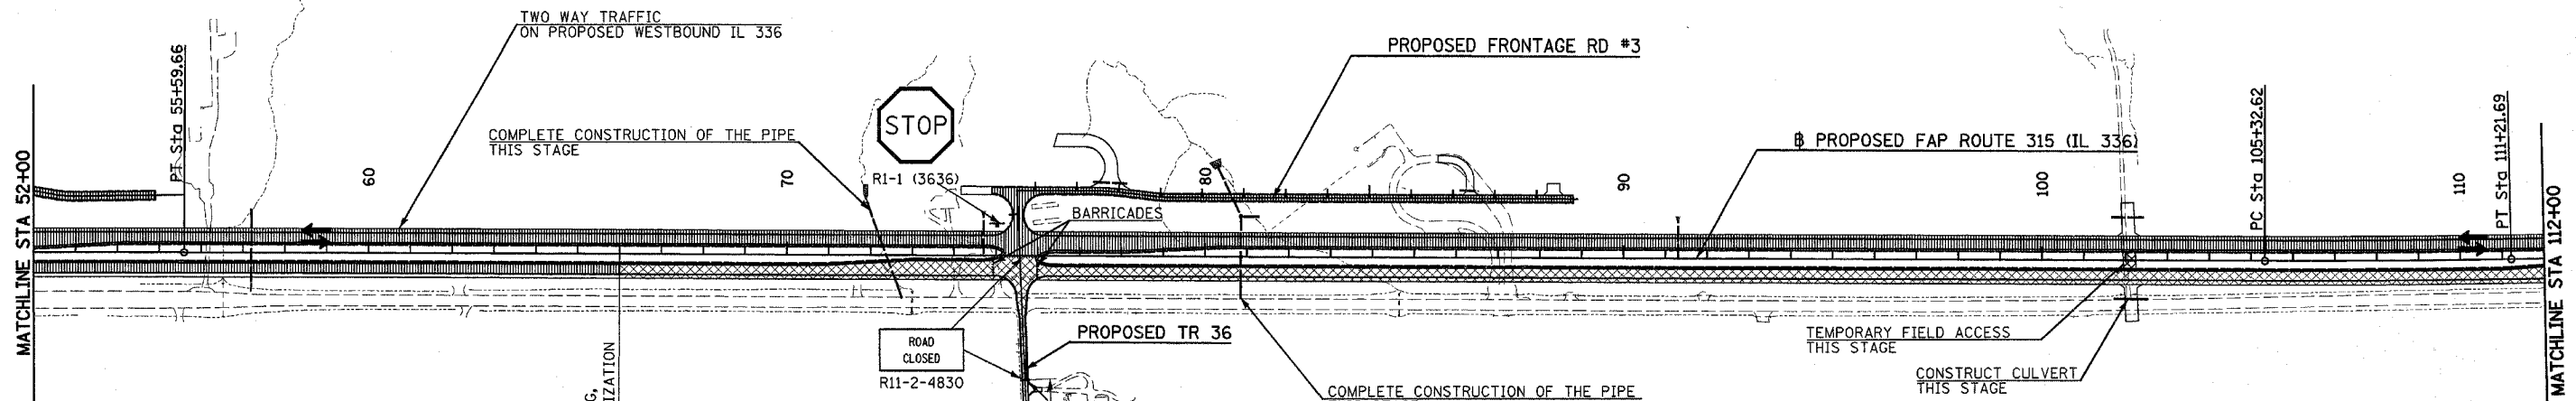 TWO WAY TRAFFIC
ON PROPOSED WESTBOUND IL 336
PROPOSED FRONTAGE RD #3
MATCHLINE STA 52+00
PT Sta 55+59.66
COMPLETE CONSTRUCTION OF THE PIPE
THIS STAGE
STOP
R1-1 (3636)
BARRICADES
℄ PROPOSED FAP ROUTE 315 (IL 336)
PC Sta 105+32.62
PT Sta 111+21.69
MATCHLINE STA 112+00
60
70
80
90
100
110
ROAD
CLOSED
R11-2-4830
PROPOSED TR 36
COMPLETE CONSTRUCTION OF THE PIPE
TEMPORARY FIELD ACCESS
THIS STAGE
CONSTRUCT CULVERT
THIS STAGE